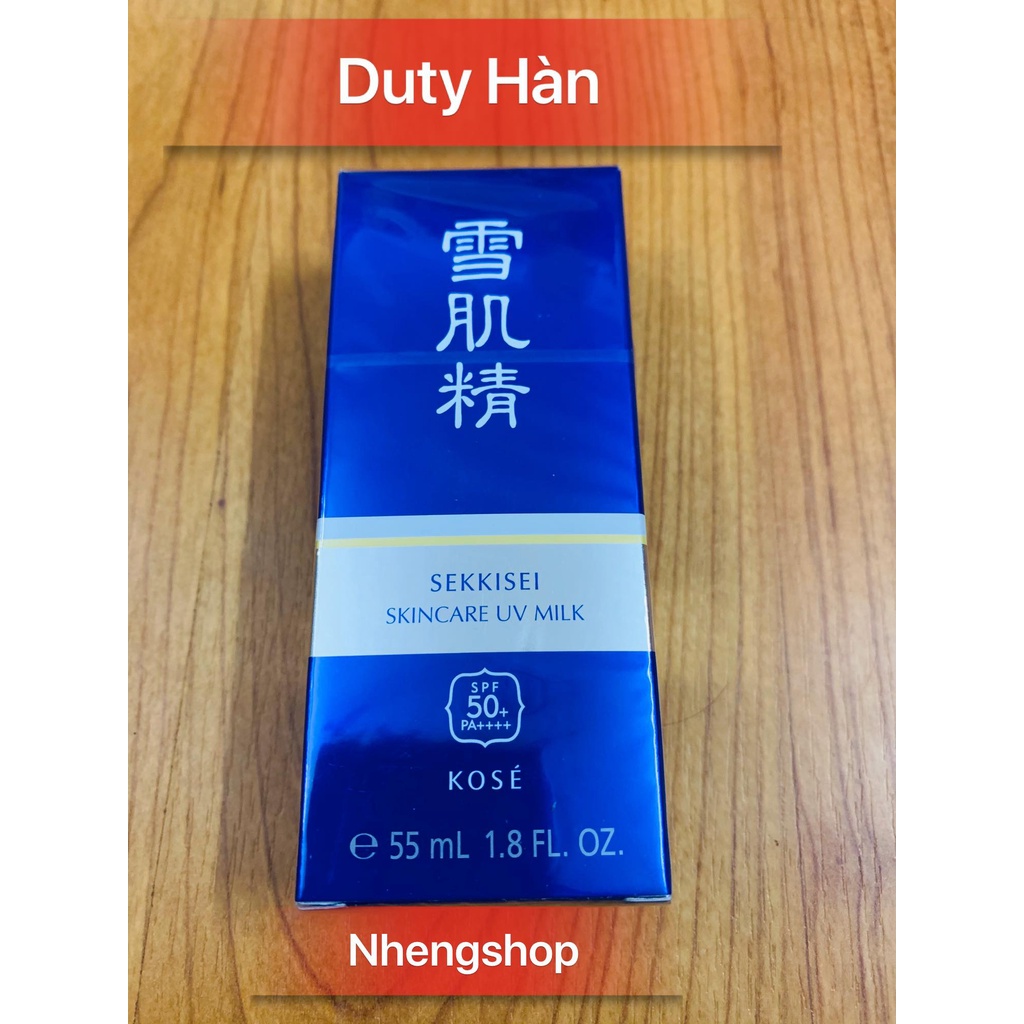 Duty Hàn
雪肌精
SEKKISEI
SKINCARE UV MILK
SPF
50+
PA++++
KOSÉ
℮ 55 mL 1.8 FL. OZ.
Nhengshop